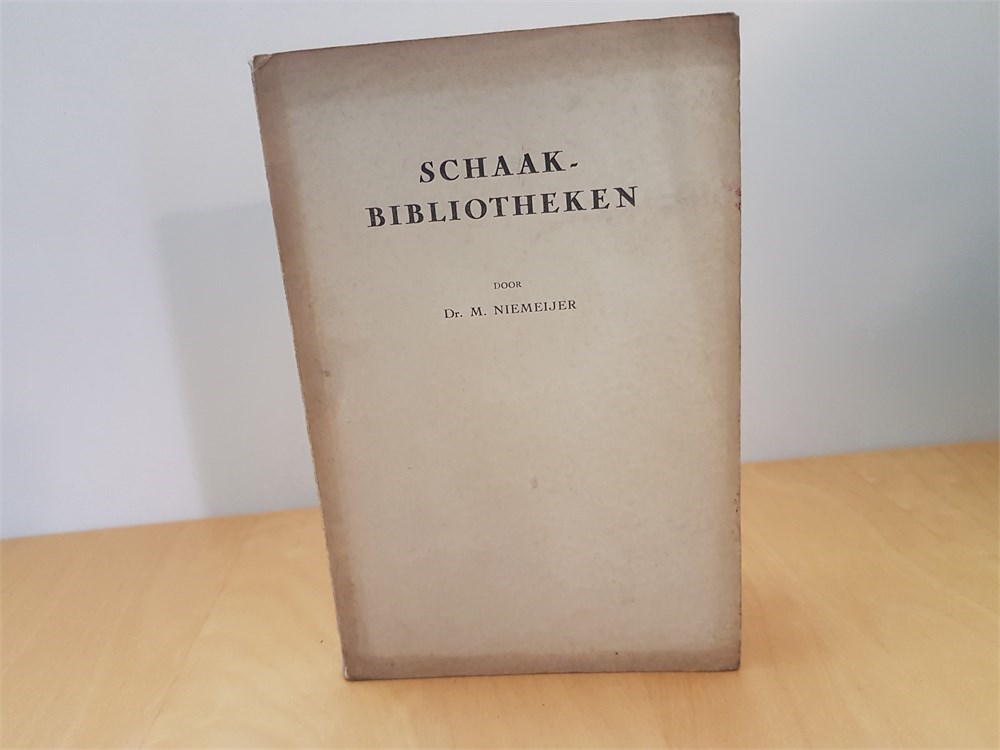 SCHAAK-
BIBLIOTHEKEN
DOOR
Dr. M. NIEMEIJER